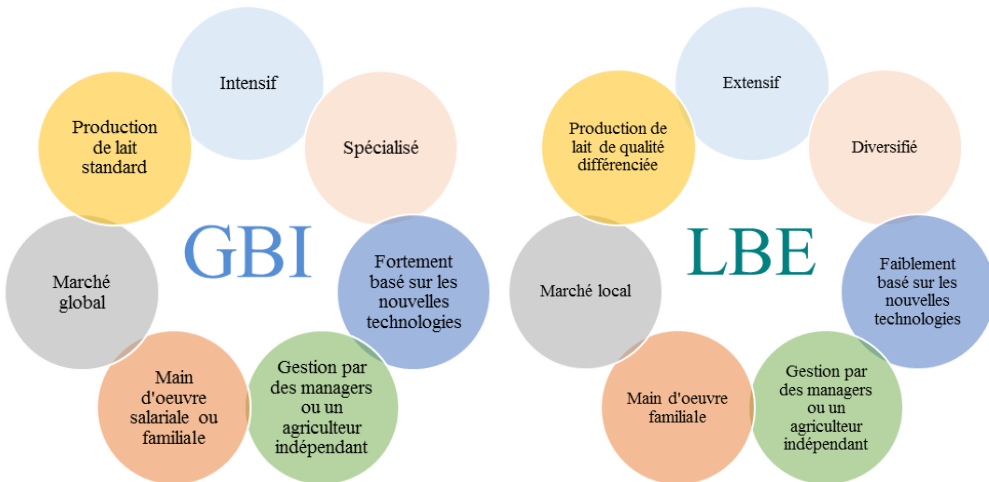 Intensif
Spécialisé
Fortement
basé sur les
nouvelles
technologies
Gestion par
des managers
ou un
agriculteur
indépendant
Main
d'oeuvre
salariale ou
familiale
Marché
global
Production
de lait
standard
GBI
Extensif
Diversifié
Faiblement
basé sur les
nouvelles
technologies
Gestion par
des managers
ou un
agriculteur
indépendant
Main d'oeuvre
familiale
Marché local
Production de
lait de qualité
différenciée
LBE